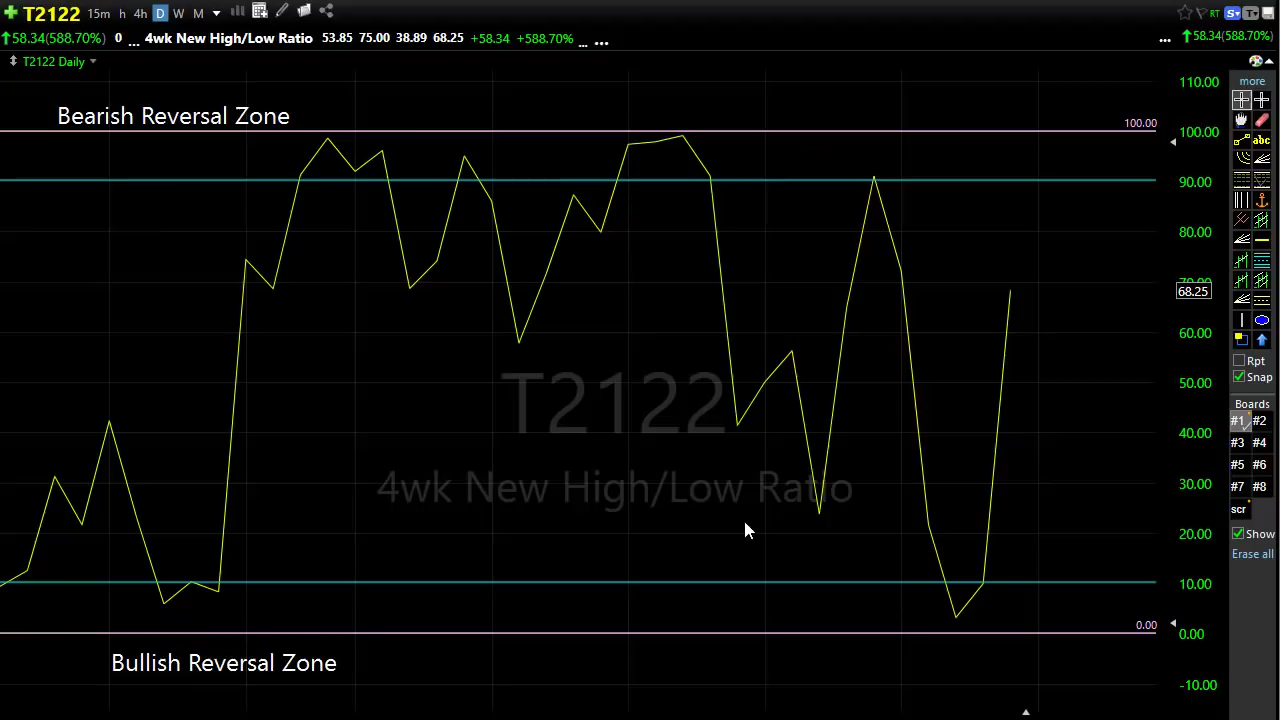 T2122 15m h 4h D W M RT S T
58.34(588.70%) 0 ... 4wk New High/Low Ratio 53.85 75.00 38.89 68.25 +58.34 +588.70% ... ... ... 58.34(588.70%)
T2122 Daily
more
110.00
Bearish Reversal Zone
100.00
100.00
abc
90.00
80.00
70.00
68.25
60.00
Rpt
Snap
50.00
T2122
Boards
#1 #2
40.00
#3 #4
#5 #6
30.00
4wk New High/Low Ratio
#7 #8
scr
20.00
Show
Erase all
10.00
0.00
0.00
Bullish Reversal Zone
-10.00